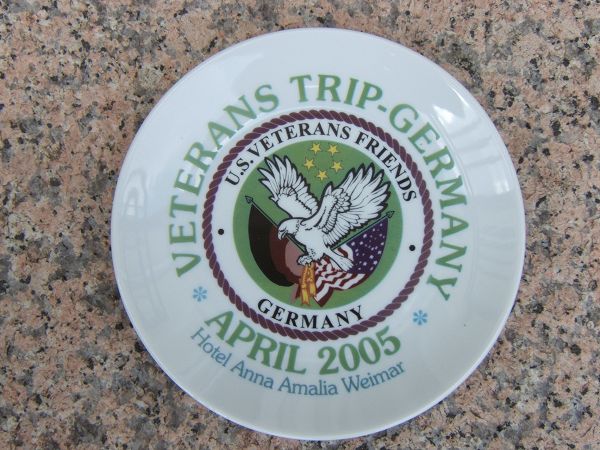 VETERANS TRIP-GERMANY
U.S. VETERANS FRIENDS
GERMANY
* APRIL 2005 *
Hotel Anna Amalia Weimar